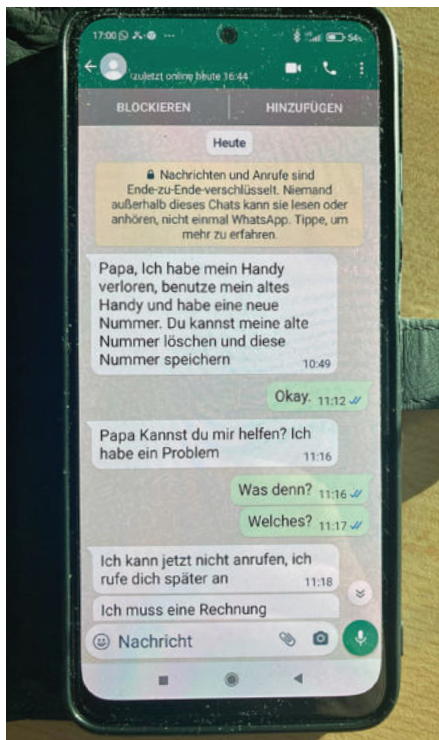 17:00
54%
zuletzt online heute 16:44
BLOCKIEREN
HINZUFÜGEN
Heute
Nachrichten und Anrufe sind
Ende-zu-Ende-verschlüsselt. Niemand
außerhalb dieses Chats kann sie lesen oder
anhören, nicht einmal WhatsApp. Tippe, um
mehr zu erfahren.
Papa, Ich habe mein Handy
verloren, benutze mein altes
Handy und habe eine neue
Nummer. Du kannst meine alte
Nummer löschen und diese
Nummer speichern
10:49
Okay. 11:12
Papa Kannst du mir helfen? Ich
habe ein Problem
11:16
Was denn? 11:16
Welches? 11:17
Ich kann jetzt nicht anrufen, ich
rufe dich später an
11:18
Ich muss eine Rechnung
Nachricht